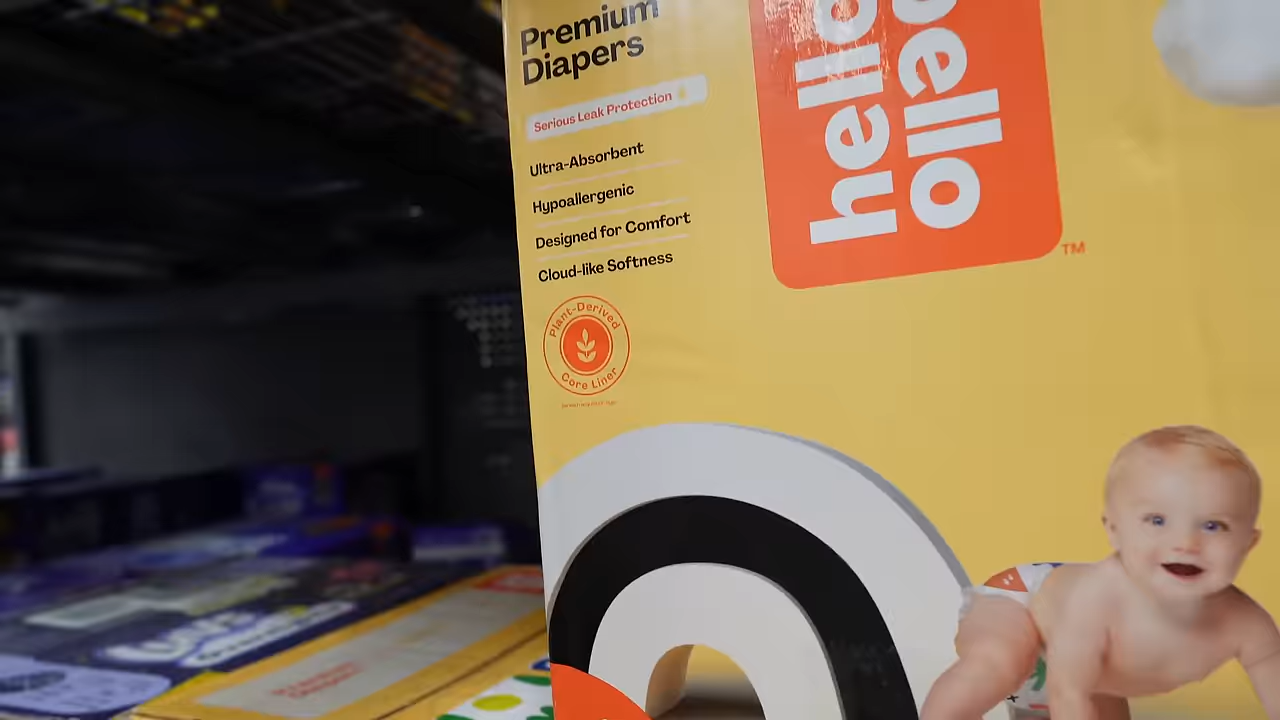 Premium
Diapers
Serious Leak Protection
Ultra-Absorbent
Hypoallergenic
Designed for Comfort
Cloud-like Softness
Plant-Derived
Core Liner
hello
bello
TM
Luvs